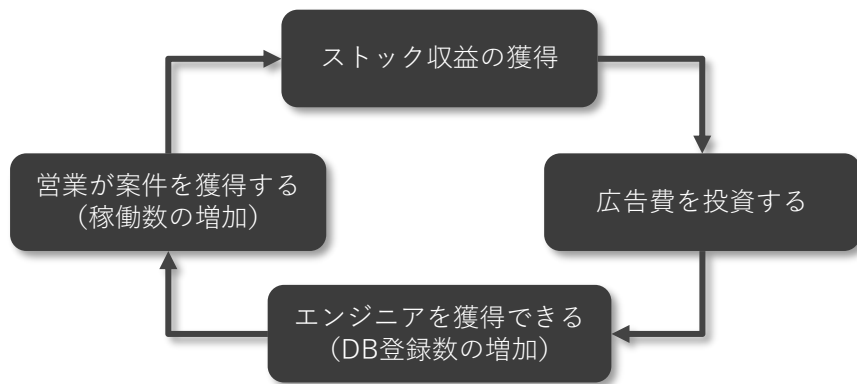 ストック収益の獲得
広告費を投資する
エンジニアを獲得できる
（DB登録数の増加）
営業が案件を獲得する
（稼働数の増加）